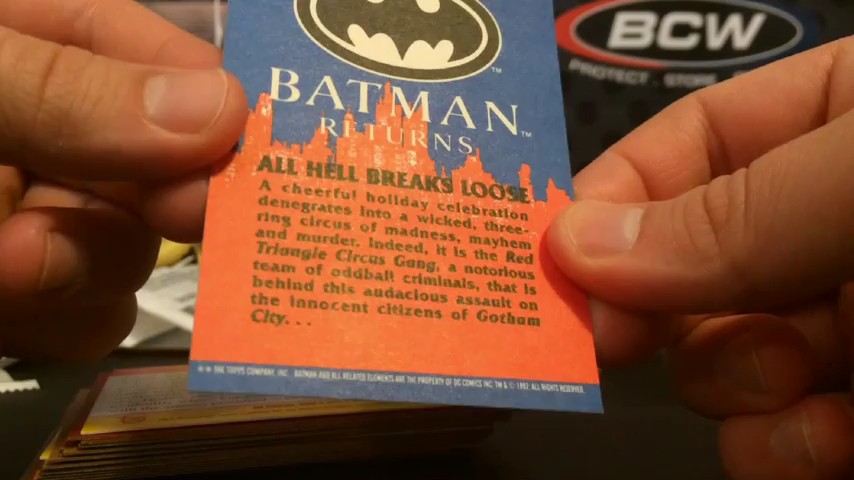 BCW
PROTECT . STORE .
™
BATMAN™
RETURNS
ALL HELL BREAKS LOOSE
A cheerful holiday celebration
denegrates into a wicked, three-
ring circus of madness, mayhem
and murder. Indeed, it is the Red
Triangle Circus Gang, a notorious
team of oddball criminals, that is
behind this audacious assault on
the innocent citizens of Gotham
City...
** THE TOPPS COMPANY, INC. BATMAN AND ALL RELATED ELEMENTS ARE THE PROPERTY OF DC COMICS INC. TM & © 1992. ALL RIGHTS RESERVED.